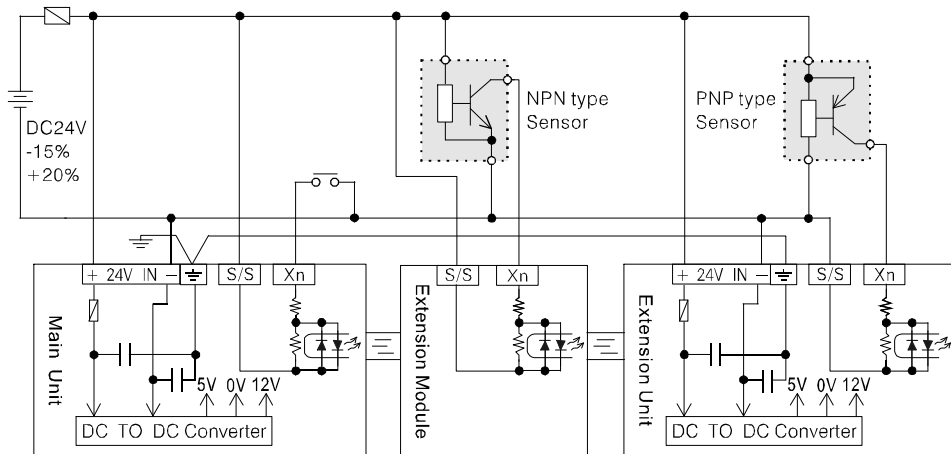 DC24V
-15%
+20%
NPN type
Sensor
PNP type
Sensor
+ 24V IN −
S/S
Xn
S/S
Xn
+ 24V IN −
S/S
Xn
Main Unit
5V 0V 12V
DC TO DC Converter
Extension Module
Extension Unit
5V 0V 12V
DC TO DC Converter